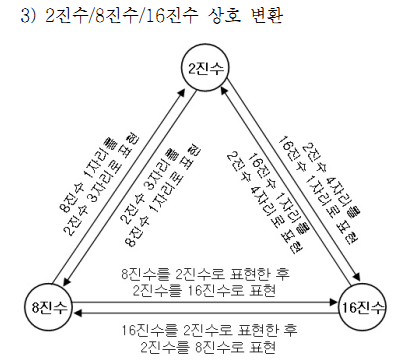 3) 2진수/8진수/16진수 상호 변환
2진수
8진수 1자리를
2진수 3자리로 표현
2진수 3자리를
8진수 1자리로 표현
16진수 1자리를
2진수 4자리로 표현
2진수 4자리를
16진수 1자리로 표현
8진수를 2진수로 표현한 후
2진수를 16진수로 표현
8진수
16진수
16진수를 2진수로 표현한 후
2진수를 8진수로 표현